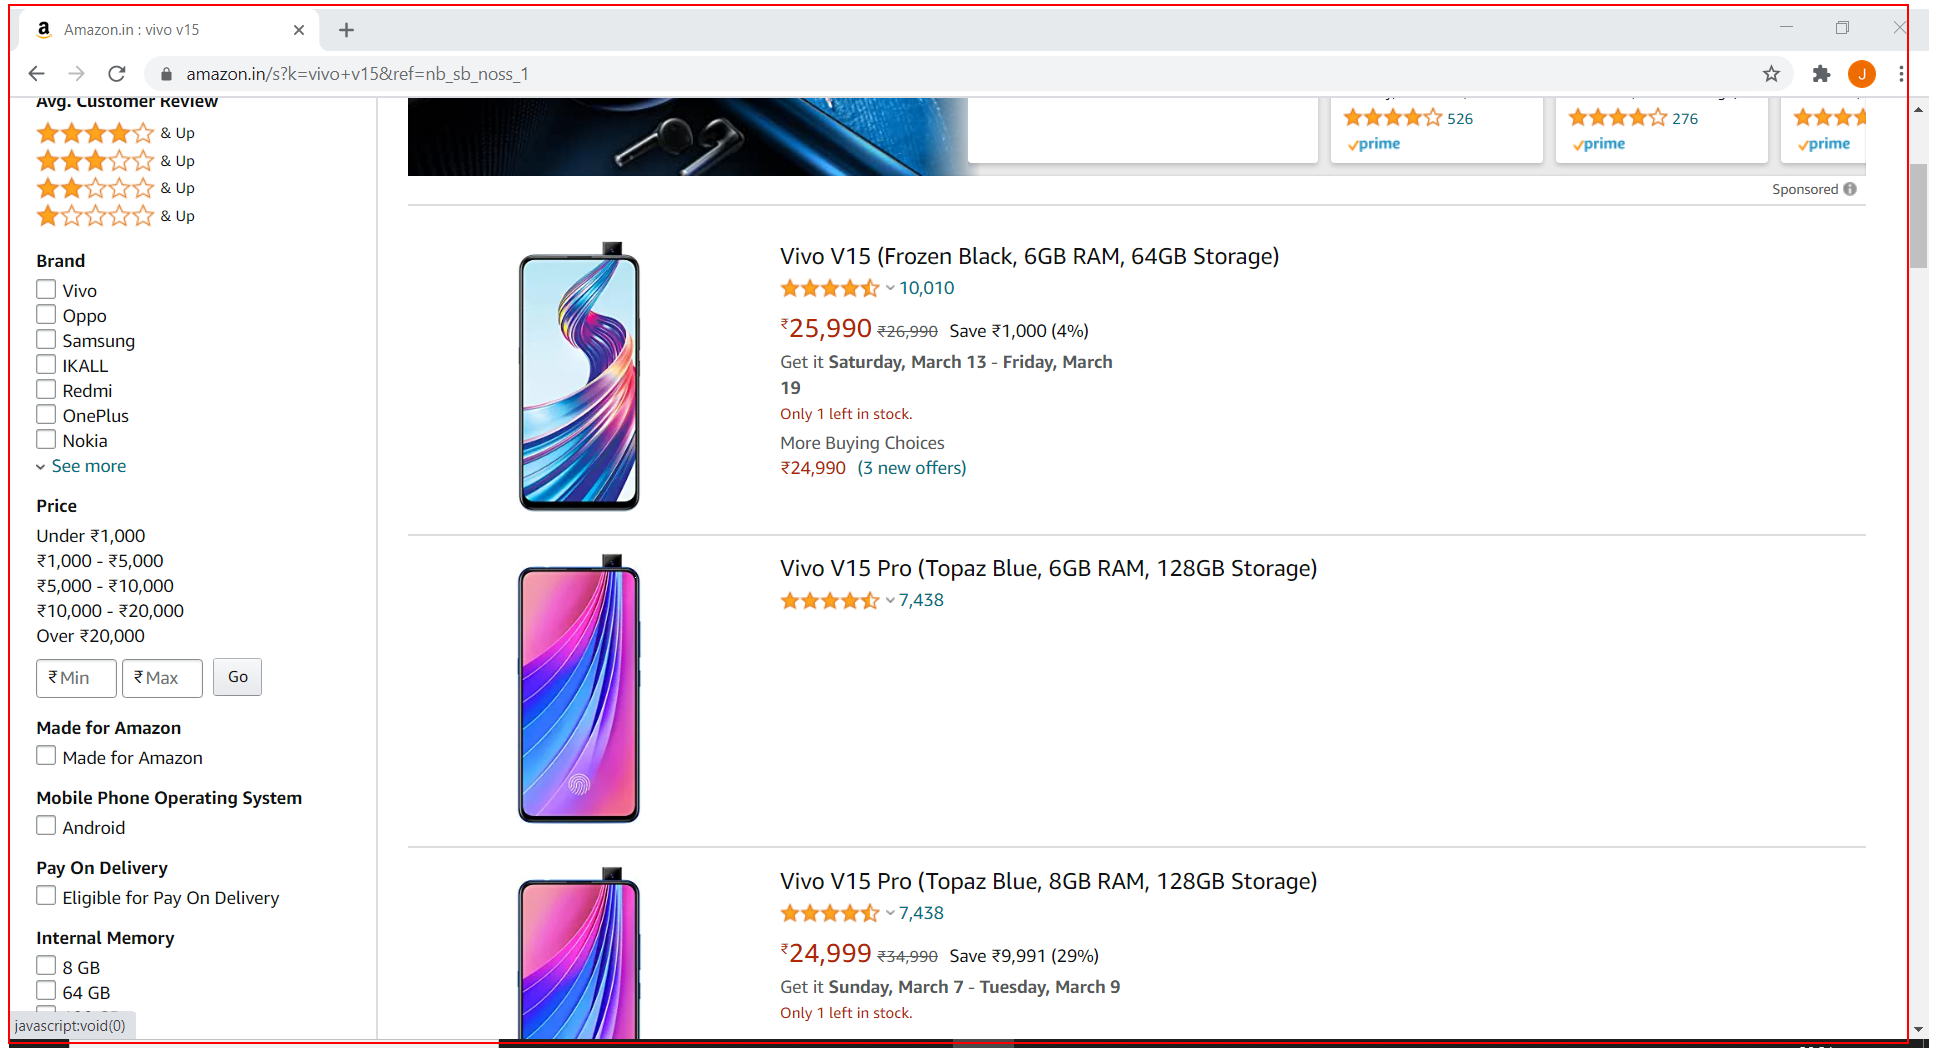 Amazon.in : vivo v15
amazon.in/s?k=vivo+v15&ref=nb_sb_noss_1
J
Avg. Customer Review
& Up
& Up
& Up
& Up
Brand
Vivo
Oppo
Samsung
IKALL
Redmi
OnePlus
Nokia
See more
Price
Under ₹1,000
₹1,000 - ₹5,000
₹5,000 - ₹10,000
₹10,000 - ₹20,000
Over ₹20,000
₹ Min ₹ Max Go
Made for Amazon
Made for Amazon
Mobile Phone Operating System
Android
Pay On Delivery
Eligible for Pay On Delivery
Internal Memory
8 GB
64 GB
javascript:void(0)
526
prime
276
prime
prime
Sponsored
Vivo V15 (Frozen Black, 6GB RAM, 64GB Storage)
10,010
₹25,990 ₹26,990 Save ₹1,000 (4%)
Get it Saturday, March 13 - Friday, March
19
Only 1 left in stock.
More Buying Choices
₹24,990 (3 new offers)
Vivo V15 Pro (Topaz Blue, 6GB RAM, 128GB Storage)
7,438
Vivo V15 Pro (Topaz Blue, 8GB RAM, 128GB Storage)
7,438
₹24,999 ₹34,990 Save ₹9,991 (29%)
Get it Sunday, March 7 - Tuesday, March 9
Only 1 left in stock.